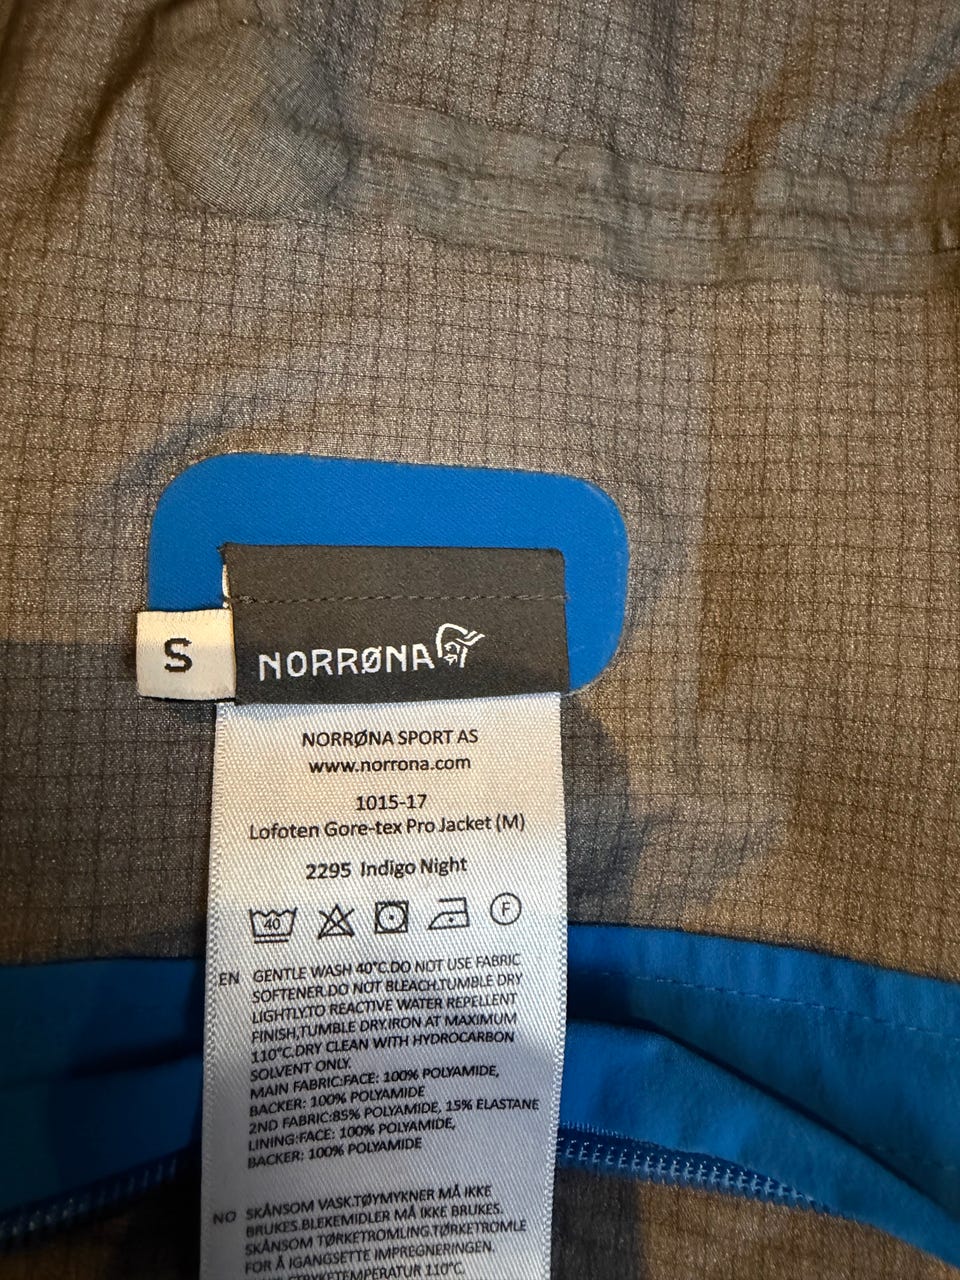 S
NORRØNA
NORRØNA SPORT AS
www.norrona.com
1015-17
Lofoten Gore-tex Pro Jacket (M)
2295 Indigo Night
40
F
EN GENTLE WASH 40°C.DO NOT USE FABRIC
SOFTENER.DO NOT BLEACH.TUMBLE DRY
LIGHTLY.TO REACTIVE WATER REPELLENT
FINISH,TUMBLE DRY.IRON AT MAXIMUM
110°C.DRY CLEAN WITH HYDROCARBON
SOLVENT ONLY.
MAIN FABRIC:FACE: 100% POLYAMIDE,
BACKER: 100% POLYAMIDE
2ND FABRIC:85% POLYAMIDE, 15% ELASTANE
LINING:FACE: 100% POLYAMIDE,
BACKER: 100% POLYAMIDE
NO SKÅNSOM VASK.TØYMYKNER MÅ IKKE
BRUKES.BLEKEMIDLER MÅ IKKE BRUKES.
SKÅNSOM TØRKETROMLING.TØRKETROMLE
FOR Å IGANGSETTE IMPREGNERINGEN.
STRYKETEMPERATUR 110°C.